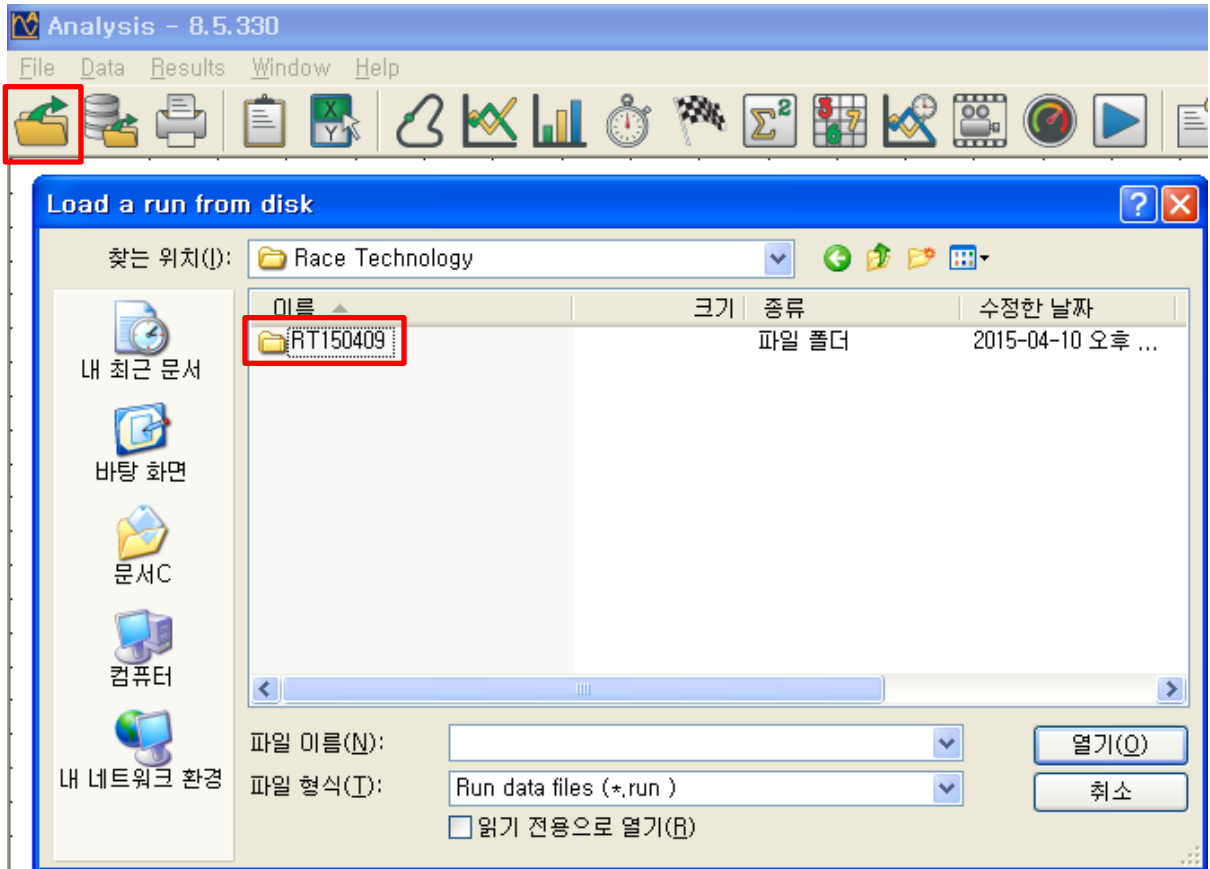 Analysis - 8.5.330
File Data Results Window Help
Load a run from disk
찾는 위치(I): Race Technology
이름 크기 종류 수정한 날짜
RT150409 파일 폴더 2015-04-10 오후 ...
내 최근 문서
바탕 화면
문서C
컴퓨터
내 네트워크 환경
파일 이름(N): 열기(O)
파일 형식(T): Run data files (*.run ) 취소
읽기 전용으로 열기(R)